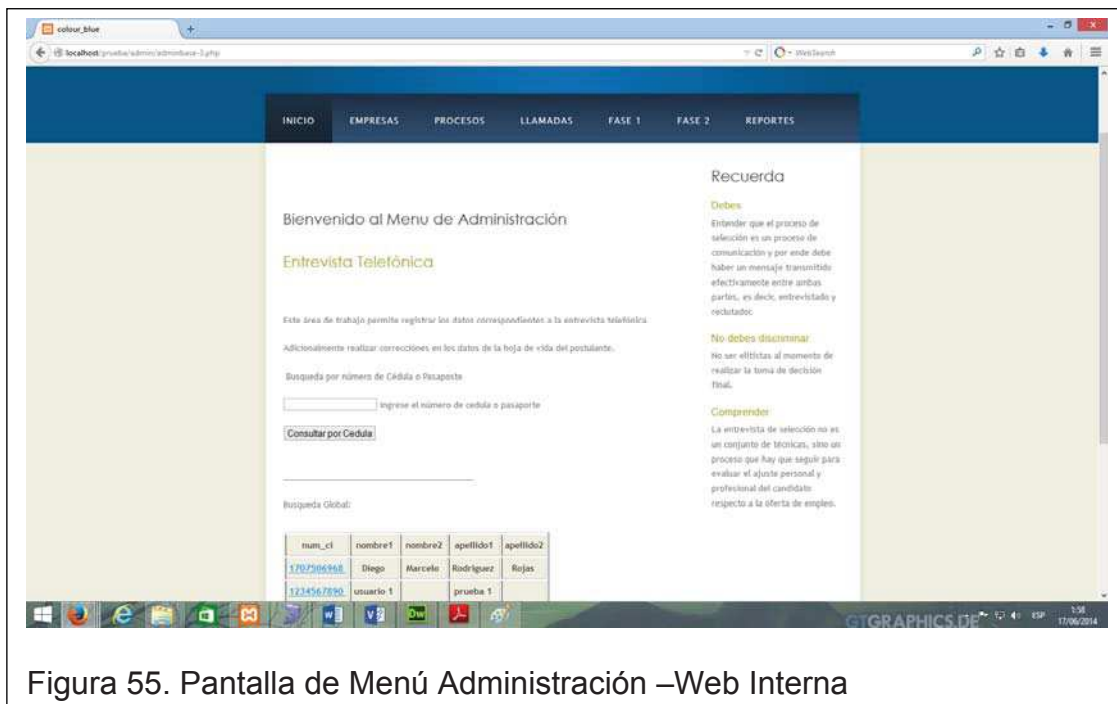 colour_blue
localhost/prueba/admin/adminbase-3.php
WebSearch
INICIO EMPRESAS PROCESOS LLAMADAS FASE 1 FASE 2 REPORTES
Bienvenido al Menu de Administración
Entrevista Telefónica
Este área de trabajo permite registrar los datos correspondientes a la entrevista telefónica
Adicionalmente realizar correcciones en los datos de la hoja de vida del postulante.
Busqueda por número de Cédula o Pasaposte
Ingrese el número de cedula o pasaporte
Consultar por Cedula
Busqueda Global:
num_ci nombre1 nombre2 apellido1 apellido2
1707506968 Diego Marcelo Rodriguez Rojas
1234567890 usuario 1 prueba 1
Recuerda
Debes
Entender que el proceso de
selección es un proceso de
comunicación y por ende debe
haber un mensaje transmitido
efectivamente entre ambas
partes, es decir, entrevistado y
reclutador.
No debes discriminar
No ser elitistas al momento de
realizar la toma de decisión
final.
Comprender
La entrevista de selección no es
un conjunto de técnicas, sino un
proceso que hay que seguir para
evaluar el ajuste personal y
profesional del candidato
respecto a la oferta de empleo.
GTGRAPHICS.DE
ESP
1:58
17/06/2014
Figura 55. Pantalla de Menú Administración –Web Interna